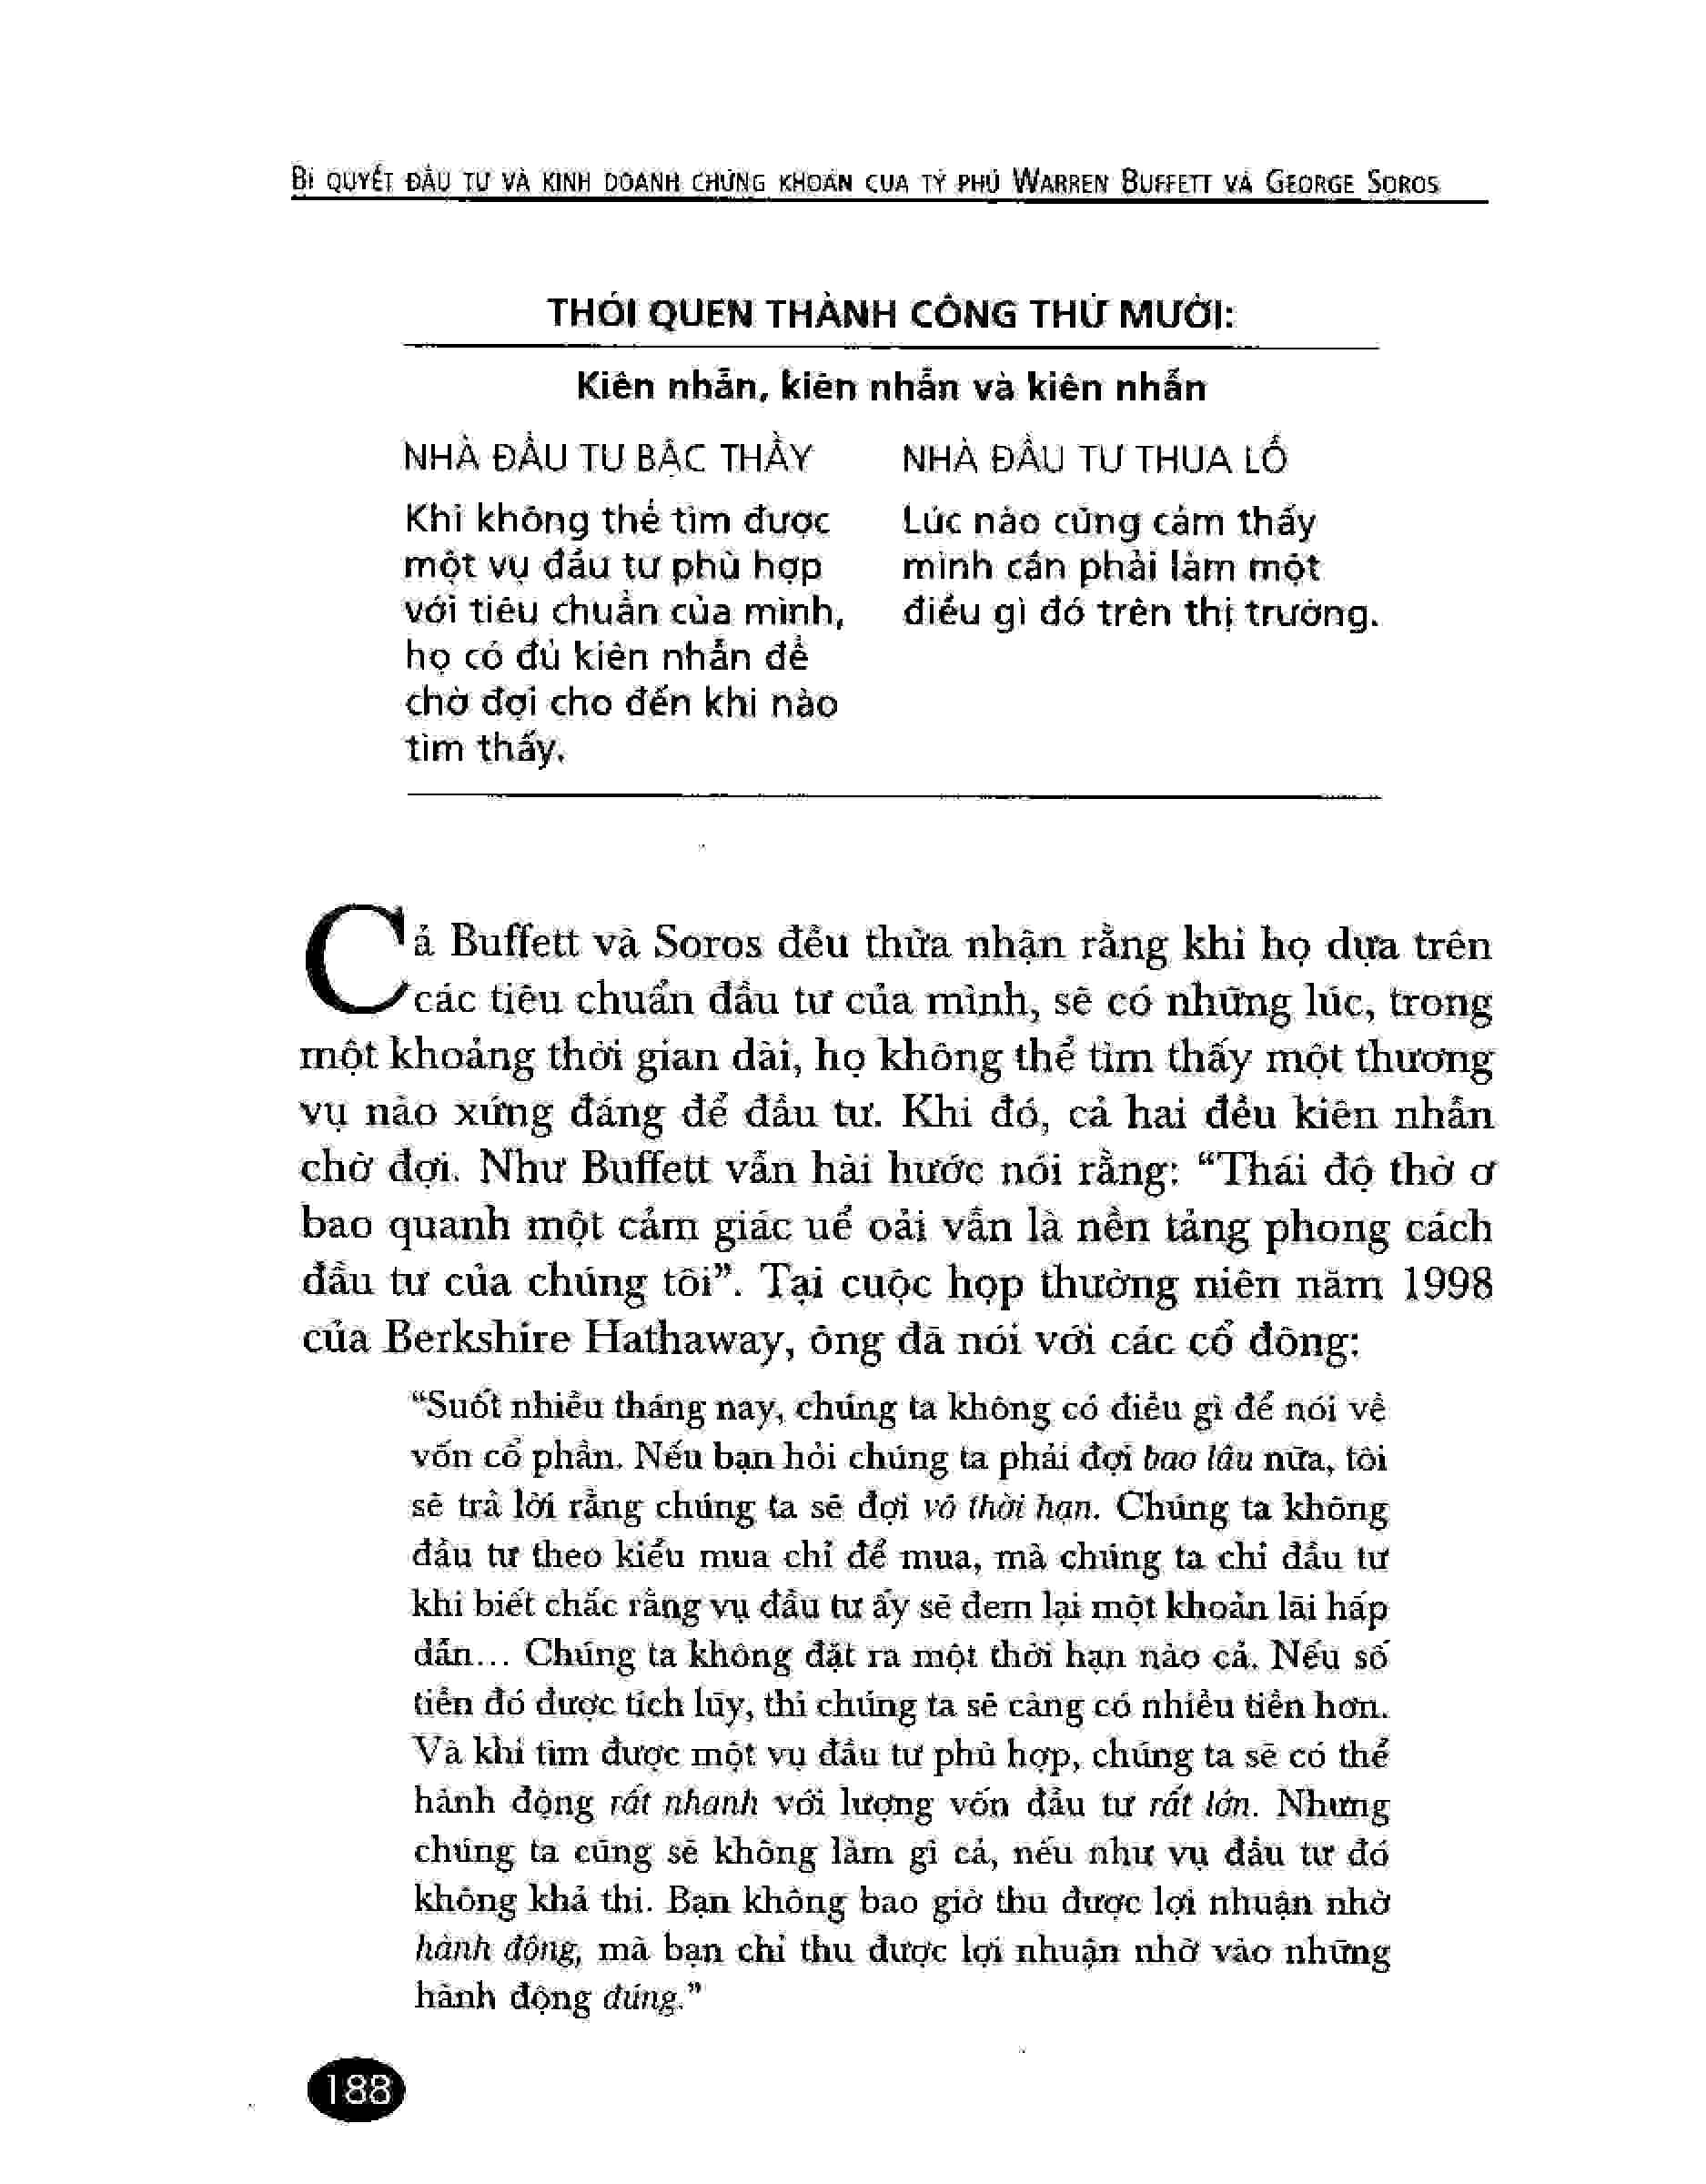 BÍ QUYẾT ĐẦU TƯ VÀ KINH DOANH CHỨNG KHOÁN CỦA TỶ PHÚ WARREN BUFFETT VÀ GEORGE SOROS
THÓI QUEN THÀNH CÔNG THỨ MƯỜI:
Kiên nhẫn, kiên nhẫn và kiên nhẫn
NHÀ ĐẦU TƯ BẬC THẦY
Khi không thể tìm được
một vụ đầu tư phù hợp
với tiêu chuẩn của mình,
họ có đủ kiên nhẫn để
chờ đợi cho đến khi nào
tìm thấy.
NHÀ ĐẦU TƯ THUA LỖ
Lúc nào cũng cảm thấy
mình cần phải làm một
điều gì đó trên thị trường.
Cả Buffett và Soros đều thừa nhận rằng khi họ dựa trên
các tiêu chuẩn đầu tư của mình, sẽ có những lúc, trong
một khoảng thời gian dài, họ không thể tìm thấy một thương
vụ nào xứng đáng để đầu tư. Khi đó, cả hai đều kiên nhẫn
chờ đợi. Như Buffett vẫn hài hước nói rằng: “Thái độ thờ ơ
bao quanh một cảm giác uể oải vẫn là nền tảng phong cách
đầu tư của chúng tôi”. Tại cuộc họp thường niên năm 1998
của Berkshire Hathaway, ông đã nói với các cổ đông:
“Suốt nhiều tháng nay, chúng ta không có điều gì để nói về
vốn cổ phần. Nếu bạn hỏi chúng ta phải đợi bao lâu nữa, tôi
sẽ trả lời rằng chúng ta sẽ đợi vô thời hạn. Chúng ta không
đầu tư theo kiểu mua chỉ để mua, mà chúng ta chỉ đầu tư
khi biết chắc rằng vụ đầu tư ấy sẽ đem lại một khoản lãi hấp
dẫn... Chúng ta không đặt ra một thời hạn nào cả. Nếu số
tiền đó được tích lũy, thì chúng ta sẽ càng có nhiều tiền hơn.
Và khi tìm được một vụ đầu tư phù hợp, chúng ta sẽ có thể
hành động rất nhanh với lượng vốn đầu tư rất lớn. Nhưng
chúng ta cũng sẽ không làm gì cả, nếu như vụ đầu tư đó
không khả thi. Bạn không bao giờ thu được lợi nhuận nhờ
hành động, mà bạn chỉ thu được lợi nhuận nhờ vào những
hành động đúng.”
188